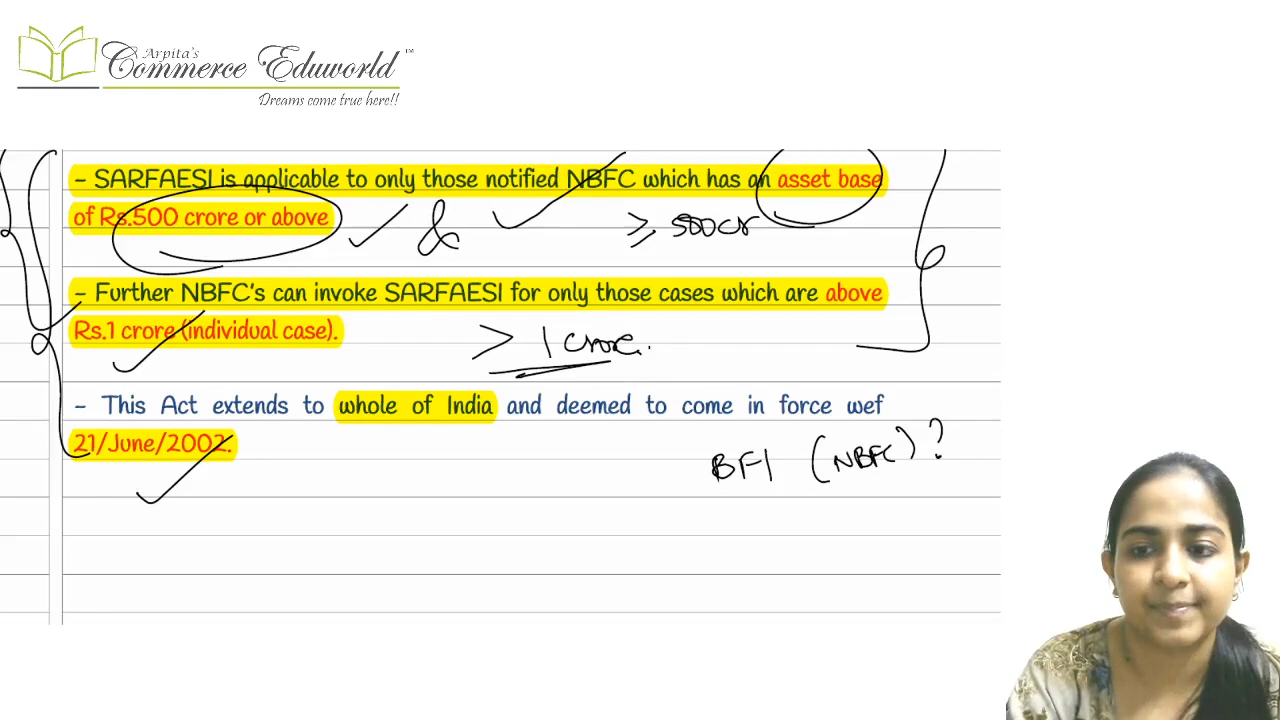 Arpita's
Commerce Eduworld™
Dreams come true here!!
- SARFAESI is applicable to only those notified NBFC which has an asset base
of Rs.500 crore or above
&
≥ 500cr
- Further NBFC's can invoke SARFAESI for only those cases which are above
Rs.1 crore (individual case).
> 1 crore.
- This Act extends to whole of India and deemed to come in force wef
21/June/2002.
BFI (NBFC) ?